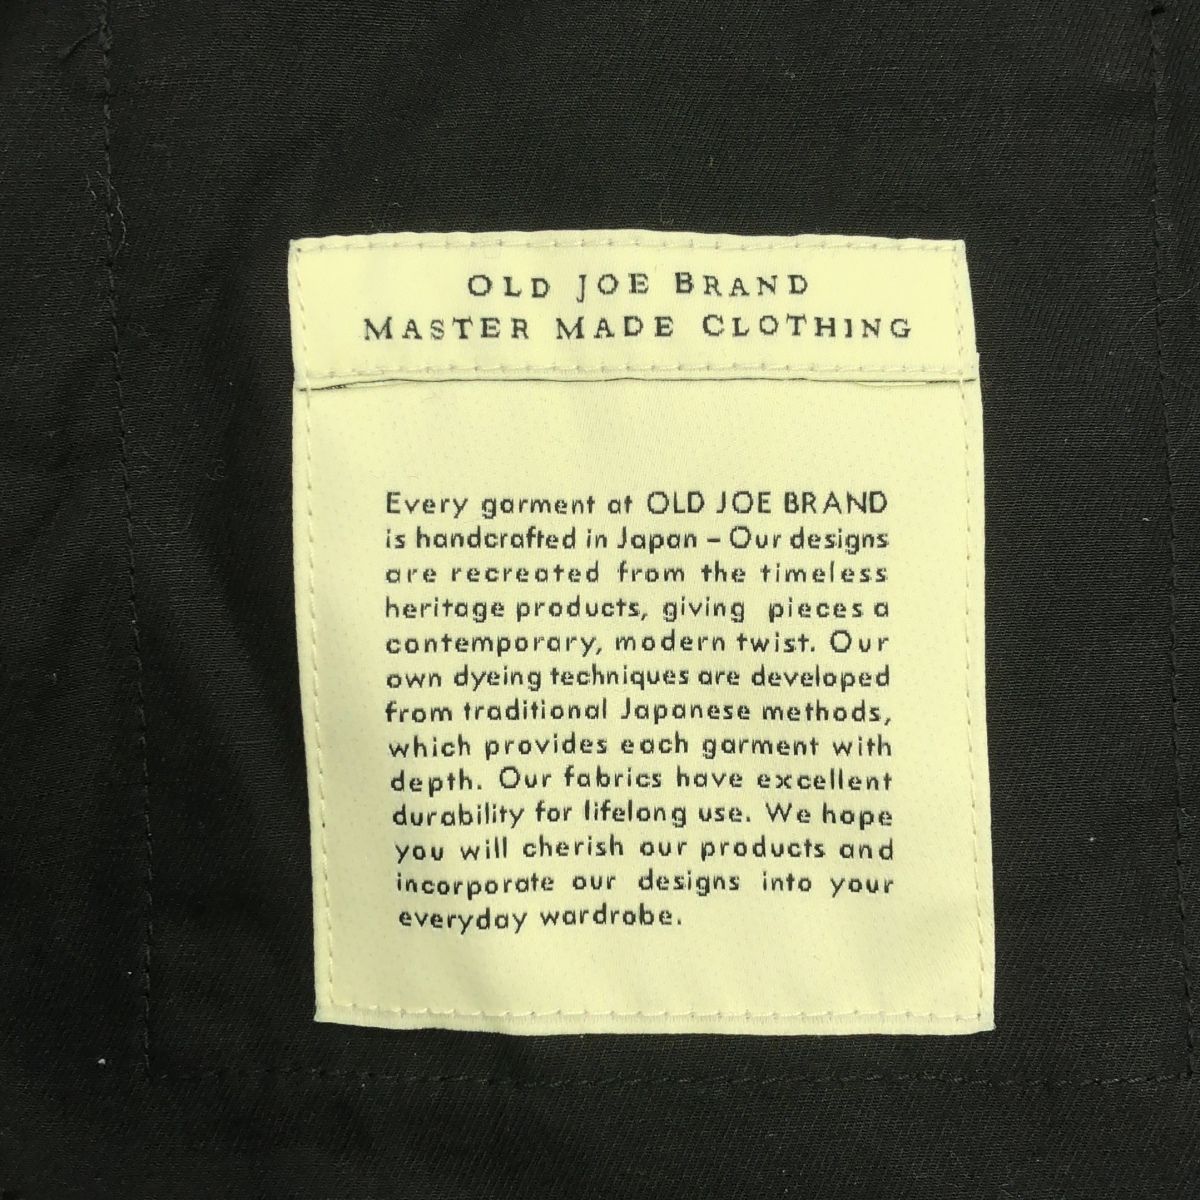 OLD JOE BRAND
MASTER MADE CLOTHING
Every garment at OLD JOE BRAND
is handcrafted in Japan – Our designs
are recreated from the timeless
heritage products, giving pieces a
contemporary, modern twist. Our
own dyeing techniques are developed
from traditional Japanese methods,
which provides each garment with
depth. Our fabrics have excellent
durability for lifelong use. We hope
you will cherish our products and
incorporate our designs into your
everyday wardrobe.